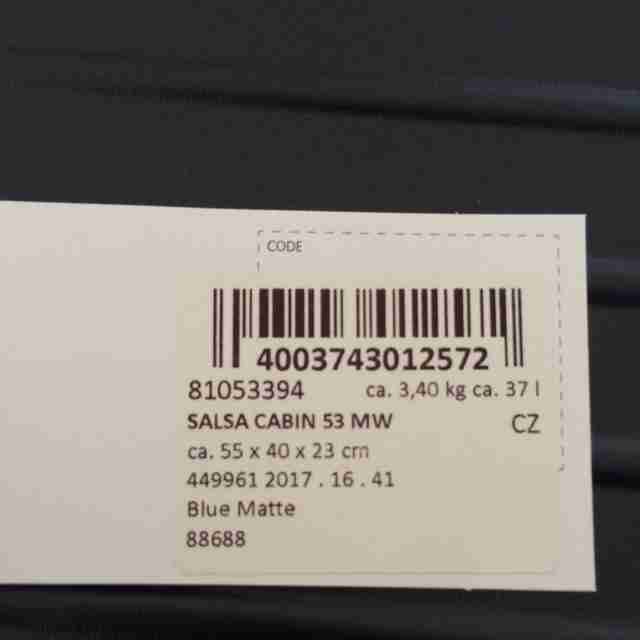 CODE
4003743012572
81053394 ca. 3,40 kg ca. 37 l
SALSA CABIN 53 MW CZ
ca. 55 x 40 x 23 cm
449961 2017 . 16 . 41
Blue Matte
88688